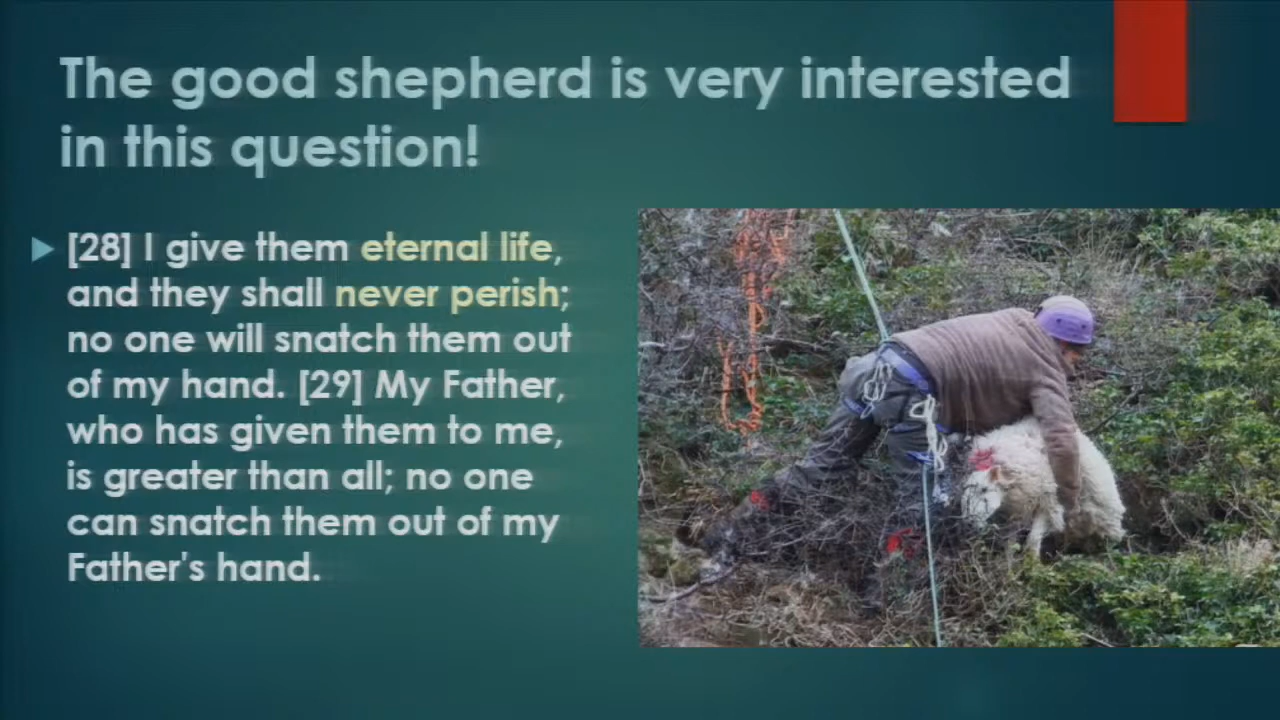 The good shepherd is very interested
in this question!
[28] I give them eternal life,
and they shall never perish;
no one will snatch them out
of my hand. [29] My Father,
who has given them to me,
is greater than all; no one
can snatch them out of my
Father's hand.